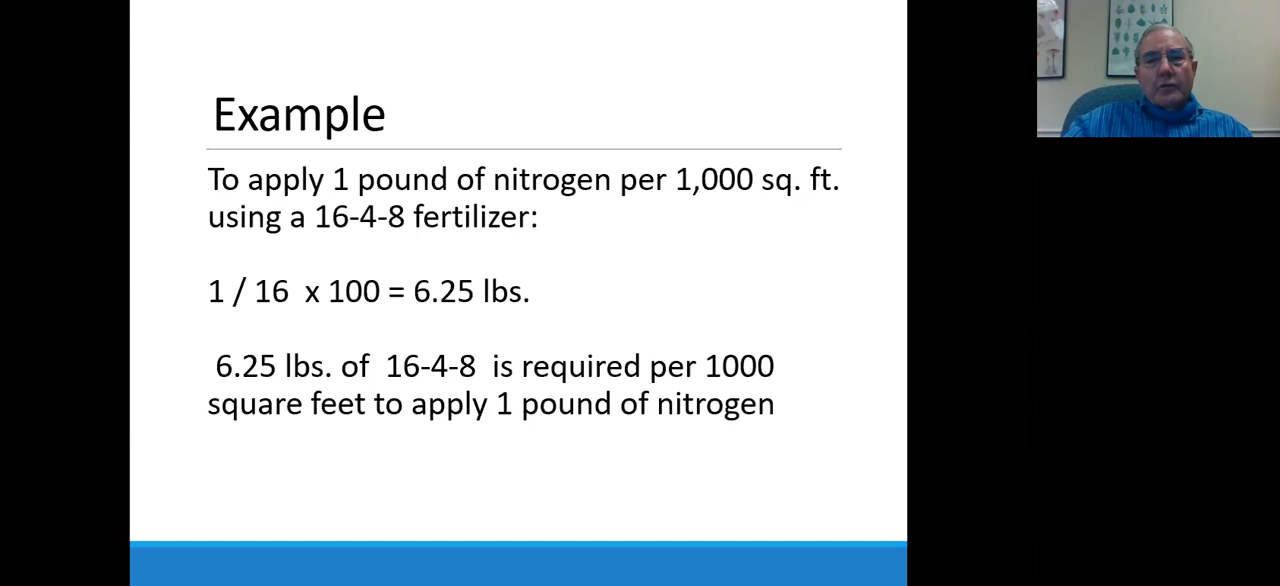 Example
To apply 1 pound of nitrogen per 1,000 sq. ft.
using a 16-4-8 fertilizer:
1 / 16  x 100 = 6.25 lbs.
6.25 lbs. of  16-4-8  is required per 1000
square feet to apply 1 pound of nitrogen